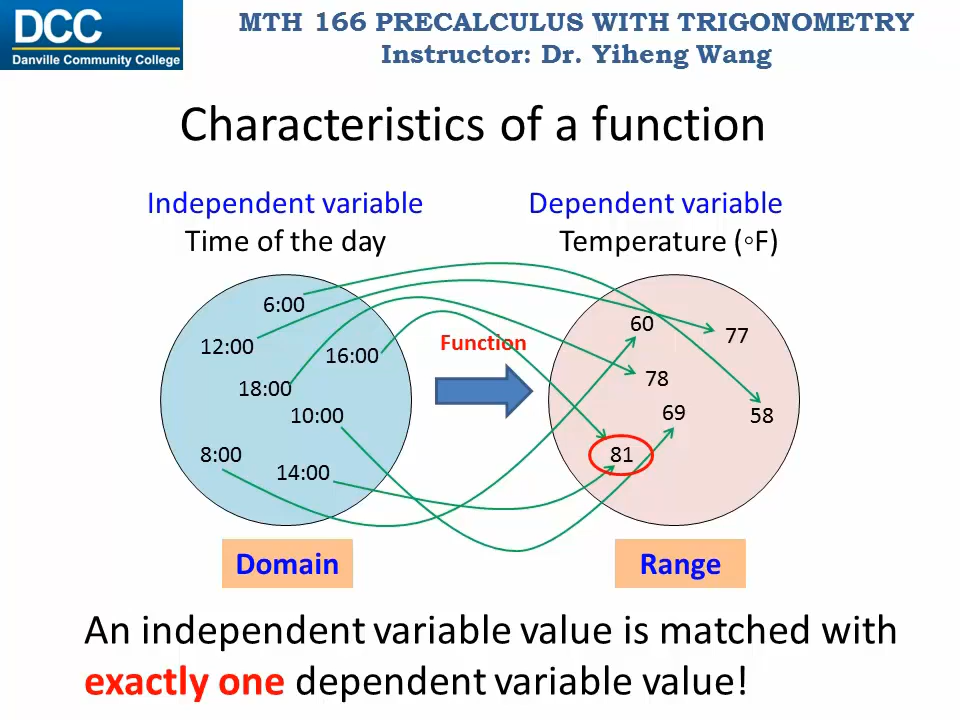 DCC
Danville Community College
MTH 166 PRECALCULUS WITH TRIGONOMETRY
Instructor: Dr. Yiheng Wang
Characteristics of a function
Independent variable
Time of the day
Dependent variable
Temperature (◦F)
6:00
12:00
16:00
18:00
10:00
8:00
14:00
Function
60
77
78
69
58
81
Domain
Range
An independent variable value is matched with
exactly one dependent variable value!